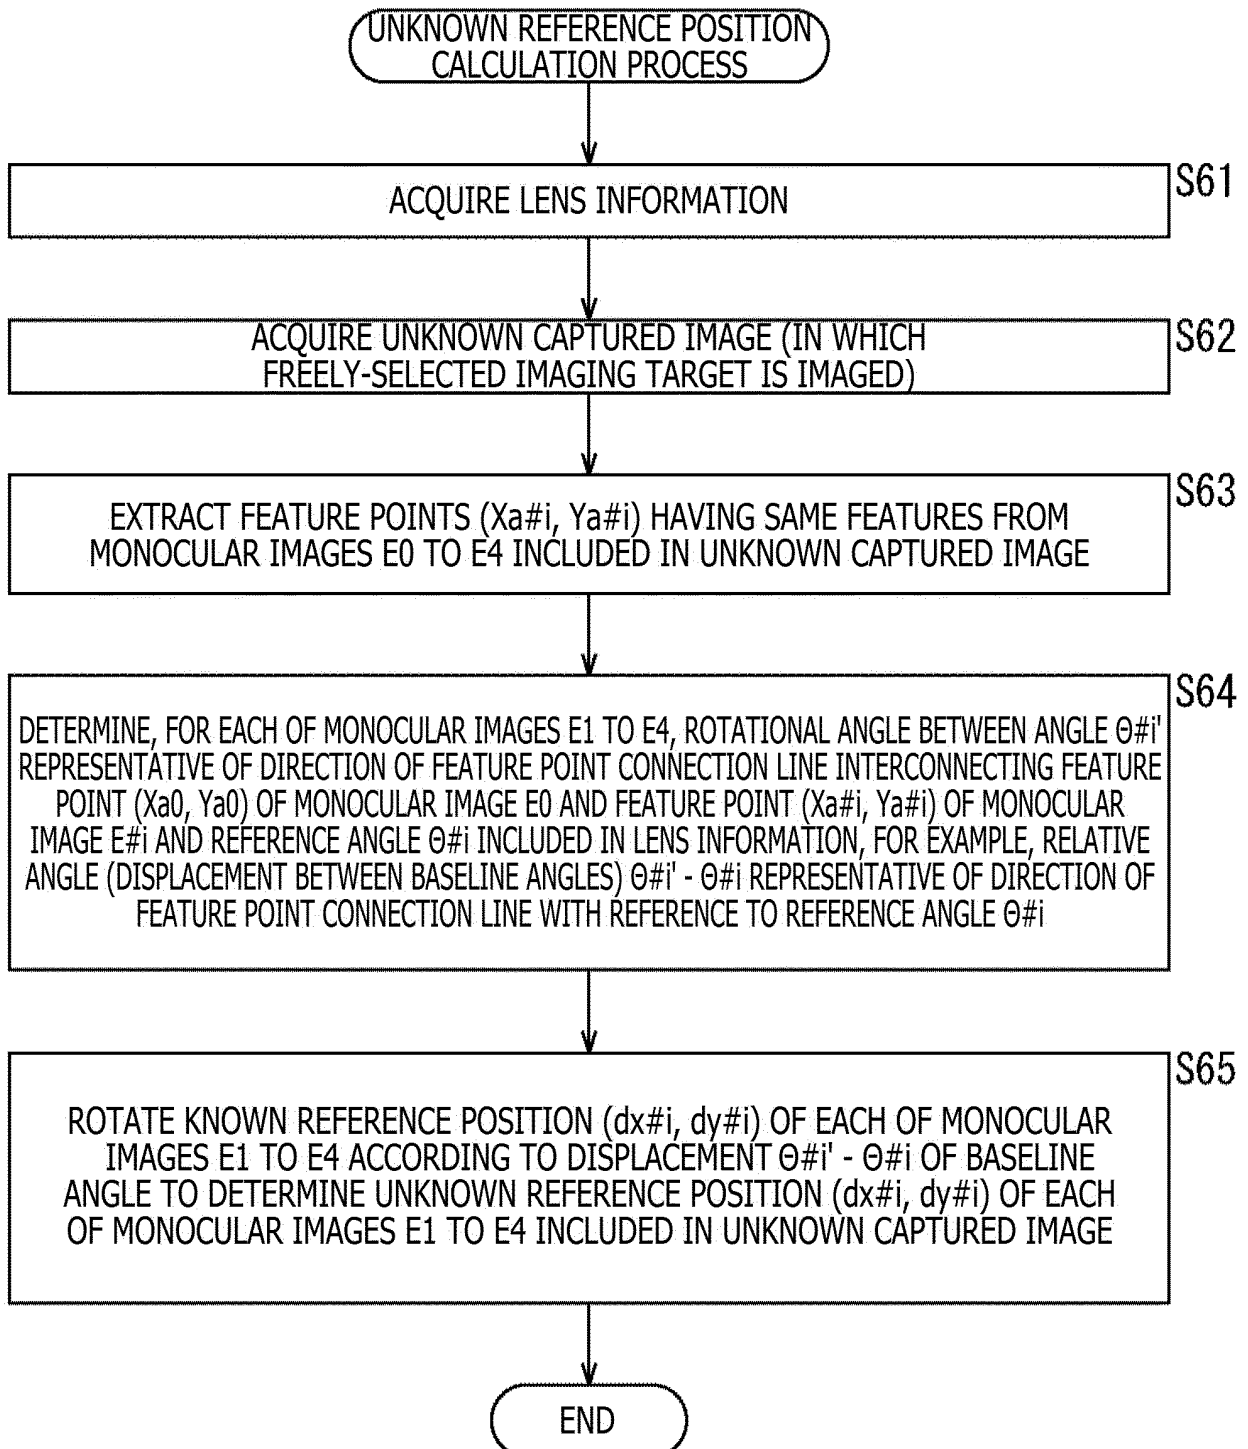 UNKNOWN REFERENCE POSITION
CALCULATION PROCESS
S61
ACQUIRE LENS INFORMATION
S62
ACQUIRE UNKNOWN CAPTURED IMAGE (IN WHICH
FREELY-SELECTED IMAGING TARGET IS IMAGED)
S63
EXTRACT FEATURE POINTS (Xa#i, Ya#i) HAVING SAME FEATURES FROM
MONOCULAR IMAGES E0 TO E4 INCLUDED IN UNKNOWN CAPTURED IMAGE
S64
DETERMINE, FOR EACH OF MONOCULAR IMAGES E1 TO E4, ROTATIONAL ANGLE BETWEEN ANGLE Θ#i'
REPRESENTATIVE OF DIRECTION OF FEATURE POINT CONNECTION LINE INTERCONNECTING FEATURE
POINT (Xa0, Ya0) OF MONOCULAR IMAGE E0 AND FEATURE POINT (Xa#i, Ya#i) OF MONOCULAR
IMAGE E#i AND REFERENCE ANGLE Θ#i INCLUDED IN LENS INFORMATION, FOR EXAMPLE, RELATIVE
ANGLE (DISPLACEMENT BETWEEN BASELINE ANGLES) Θ#i' - Θ#i REPRESENTATIVE OF DIRECTION OF
FEATURE POINT CONNECTION LINE WITH REFERENCE TO REFERENCE ANGLE Θ#i
S65
ROTATE KNOWN REFERENCE POSITION (dx#i, dy#i) OF EACH OF MONOCULAR
IMAGES E1 TO E4 ACCORDING TO DISPLACEMENT Θ#i' - Θ#i OF BASELINE
ANGLE TO DETERMINE UNKNOWN REFERENCE POSITION (dx#i, dy#i) OF EACH
OF MONOCULAR IMAGES E1 TO E4 INCLUDED IN UNKNOWN CAPTURED IMAGE
END